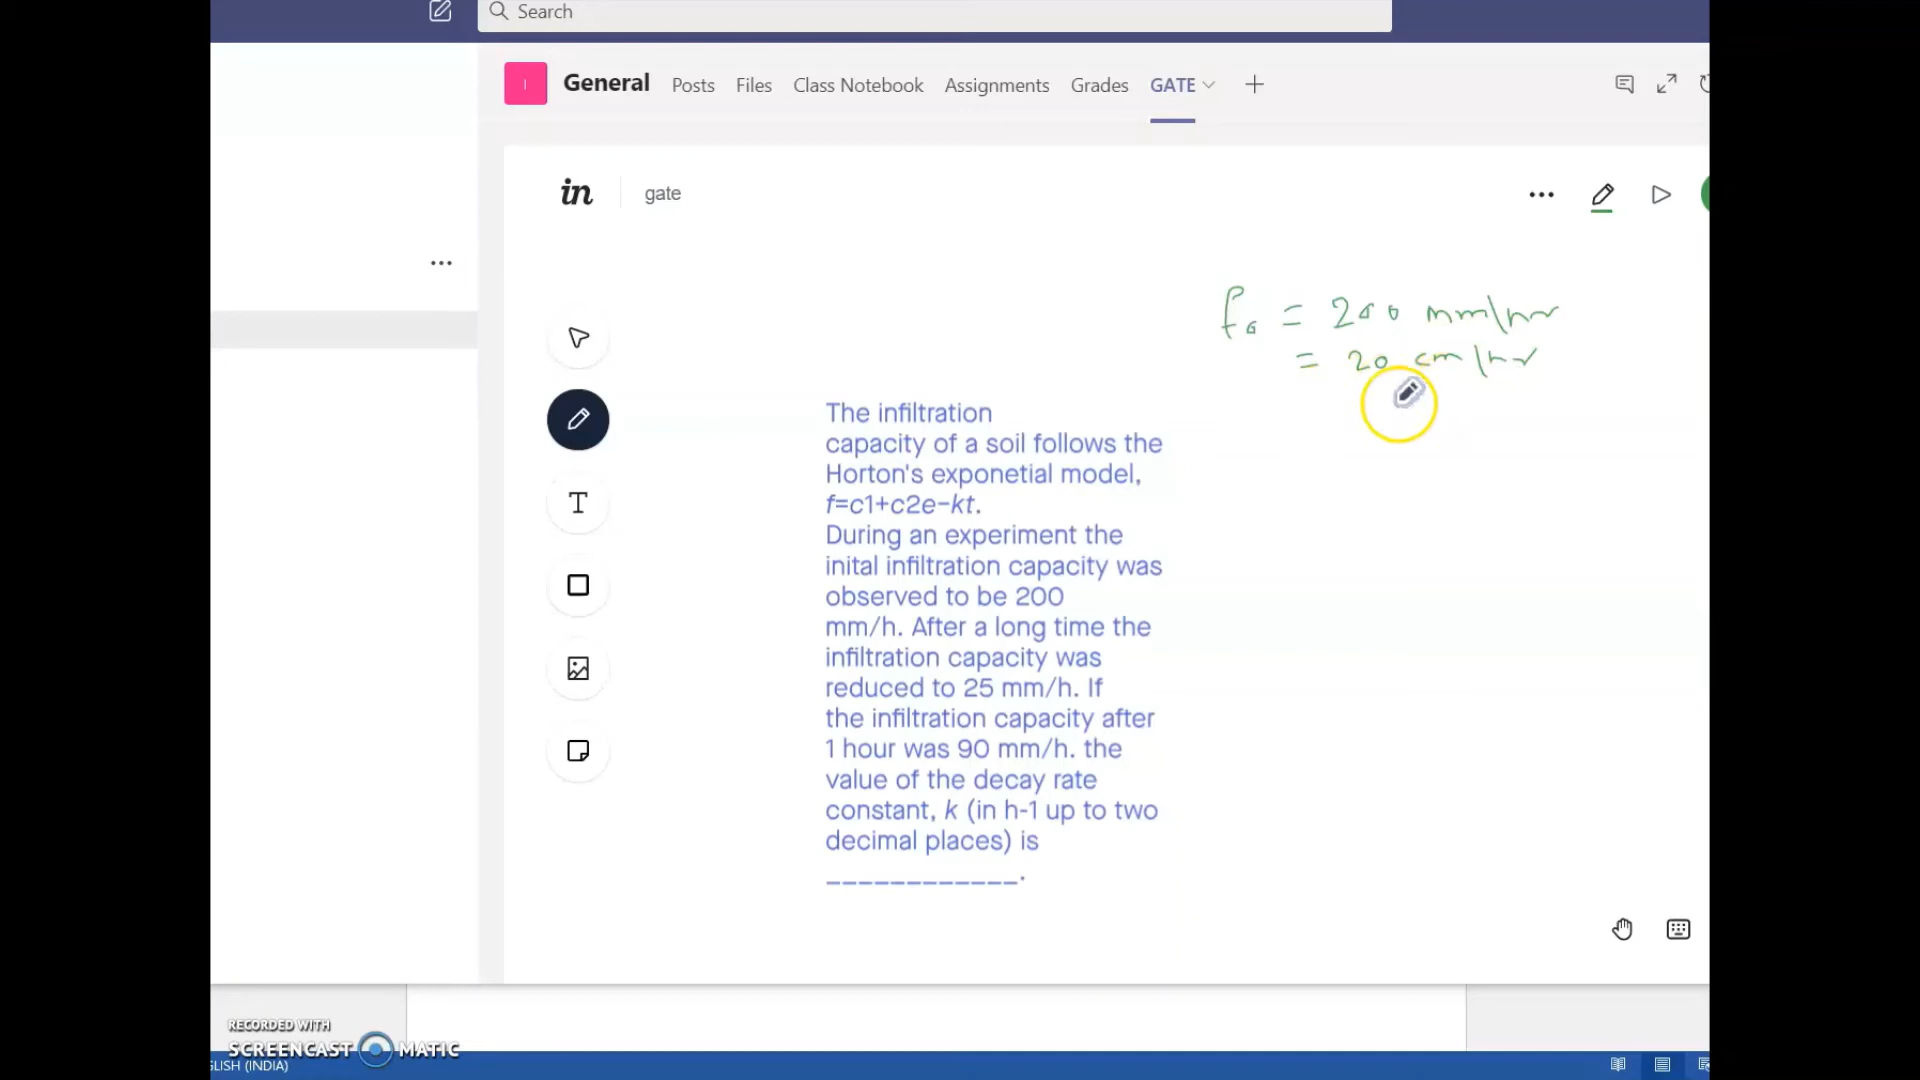 Search
General Posts Files Class Notebook Assignments Grades GATE
in gate
f₀ = 200 mm/hr
= 20 cm/hr
The infiltration
capacity of a soil follows the
Horton's exponetial model,
f=c1+c2e−kt.
During an experiment the
inital infiltration capacity was
observed to be 200
mm/h. After a long time the
infiltration capacity was
reduced to 25 mm/h. If
the infiltration capacity after
1 hour was 90 mm/h. the
value of the decay rate
constant, k (in h-1 up to two
decimal places) is
____________.
RECORDED WITH
SCREENCAST MATIC
GLISH (INDIA)